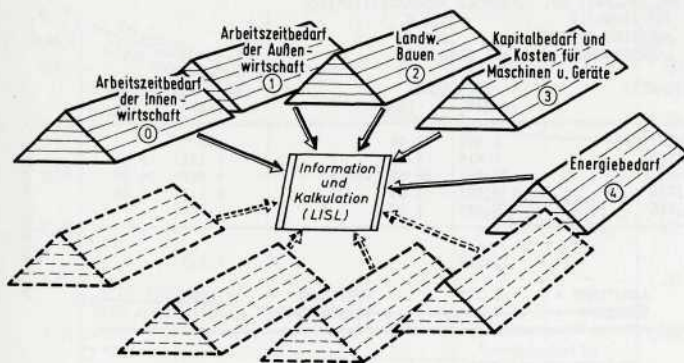 Arbeitszeitbedarf
der Innen-
wirtschaft
0
Arbeitszeitbedarf
der Außen-
wirtschaft
1
Landw.
Bauen
2
Kapitalbedarf und
Kosten für
Maschinen u. Geräte
3
Energiebedarf
4
Information
und
Kalkulation
(LISL)